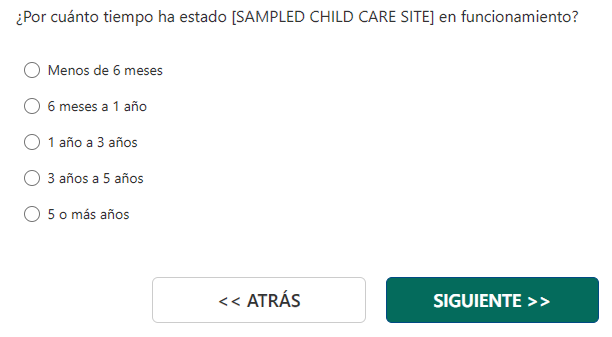 ¿Por cuánto tiempo ha estado [SAMPLED CHILD CARE SITE] en funcionamiento?
Menos de 6 meses
6 meses a 1 año
1 año a 3 años
3 años a 5 años
5 o más años
<< ATRÁS
SIGUIENTE >>